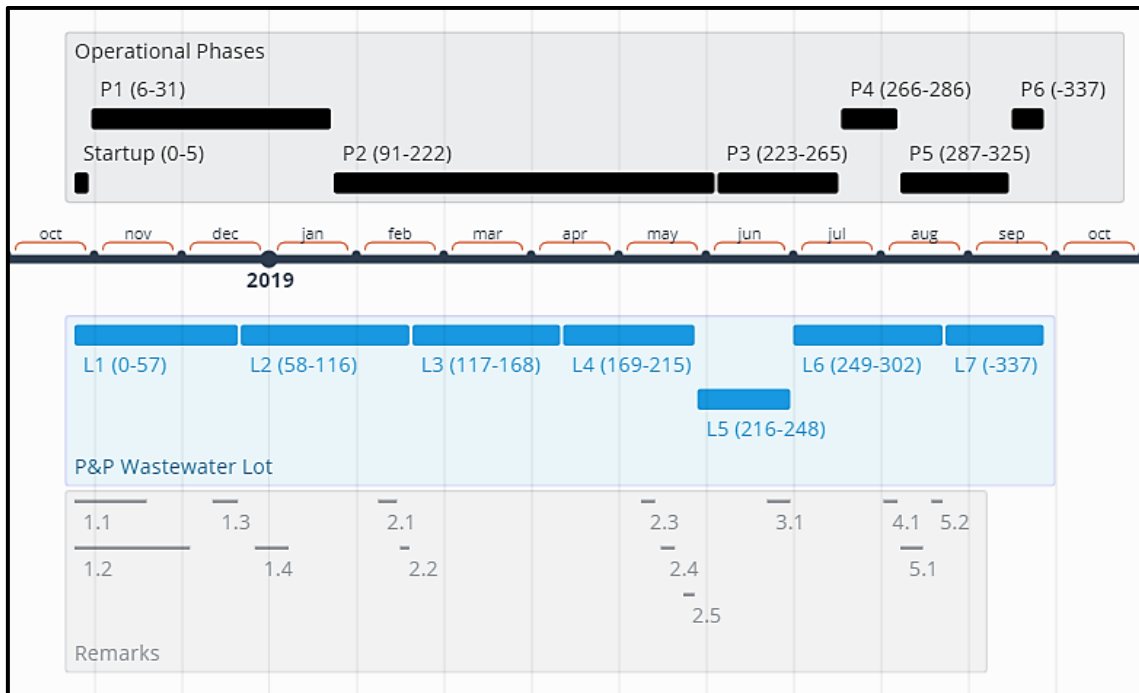 Operational Phases
P1 (6-31)
P4 (266-286)
P6 (-337)
Startup (0-5)
P2 (91-222)
P3 (223-265)
P5 (287-325)
oct nov dec jan feb mar apr may jun jul aug sep oct
2019
L1 (0-57)
L2 (58-116)
L3 (117-168)
L4 (169-215)
L6 (249-302)
L7 (-337)
L5 (216-248)
P&P Wastewater Lot
1.1
1.3
2.1
2.3
3.1
4.1
5.2
1.2
1.4
2.2
2.4
5.1
2.5
Remarks